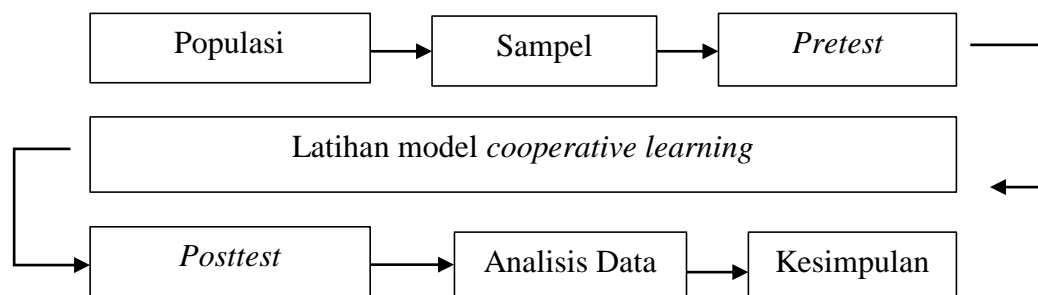 Populasi
Sampel
Pretest
Latihan model cooperative learning
Posttest
Analisis Data
Kesimpulan